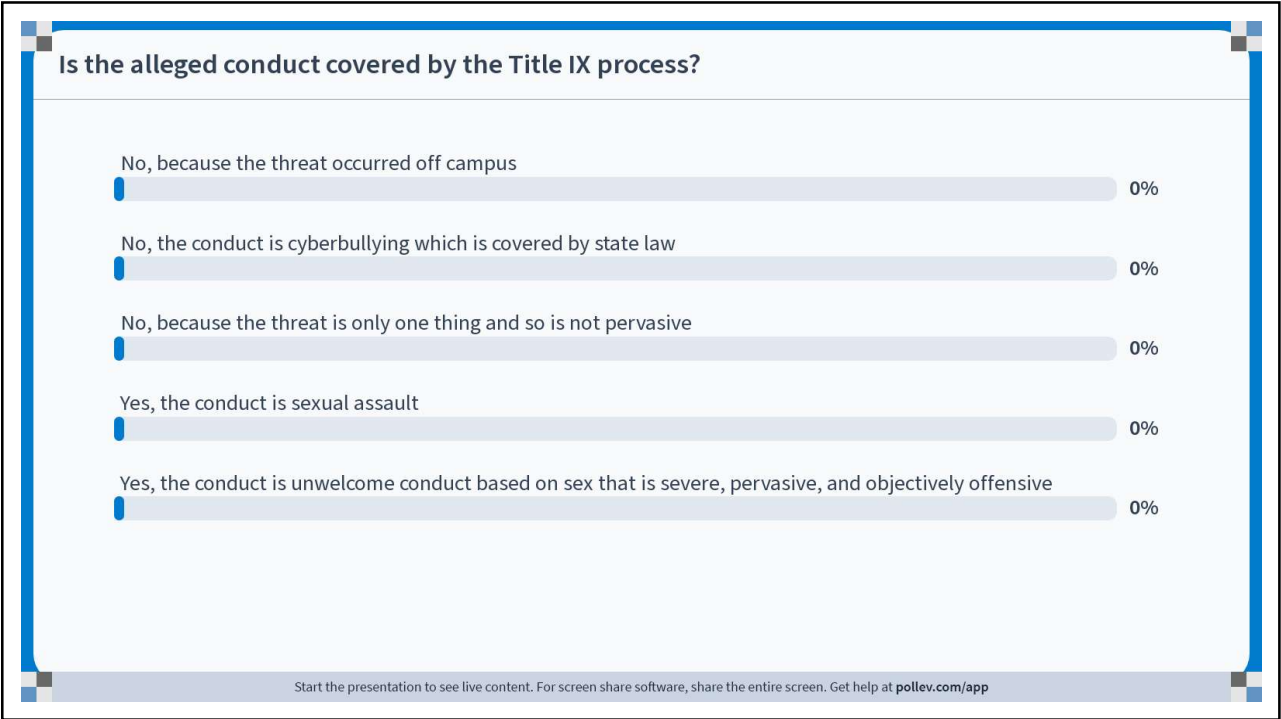 Is the alleged conduct covered by the Title IX process?
No, because the threat occurred off campus
0%
No, the conduct is cyberbullying which is covered by state law
0%
No, because the threat is only one thing and so is not pervasive
0%
Yes, the conduct is sexual assault
0%
Yes, the conduct is unwelcome conduct based on sex that is severe, pervasive, and objectively offensive
0%
Start the presentation to see live content. For screen share software, share the entire screen. Get help at pollev.com/app